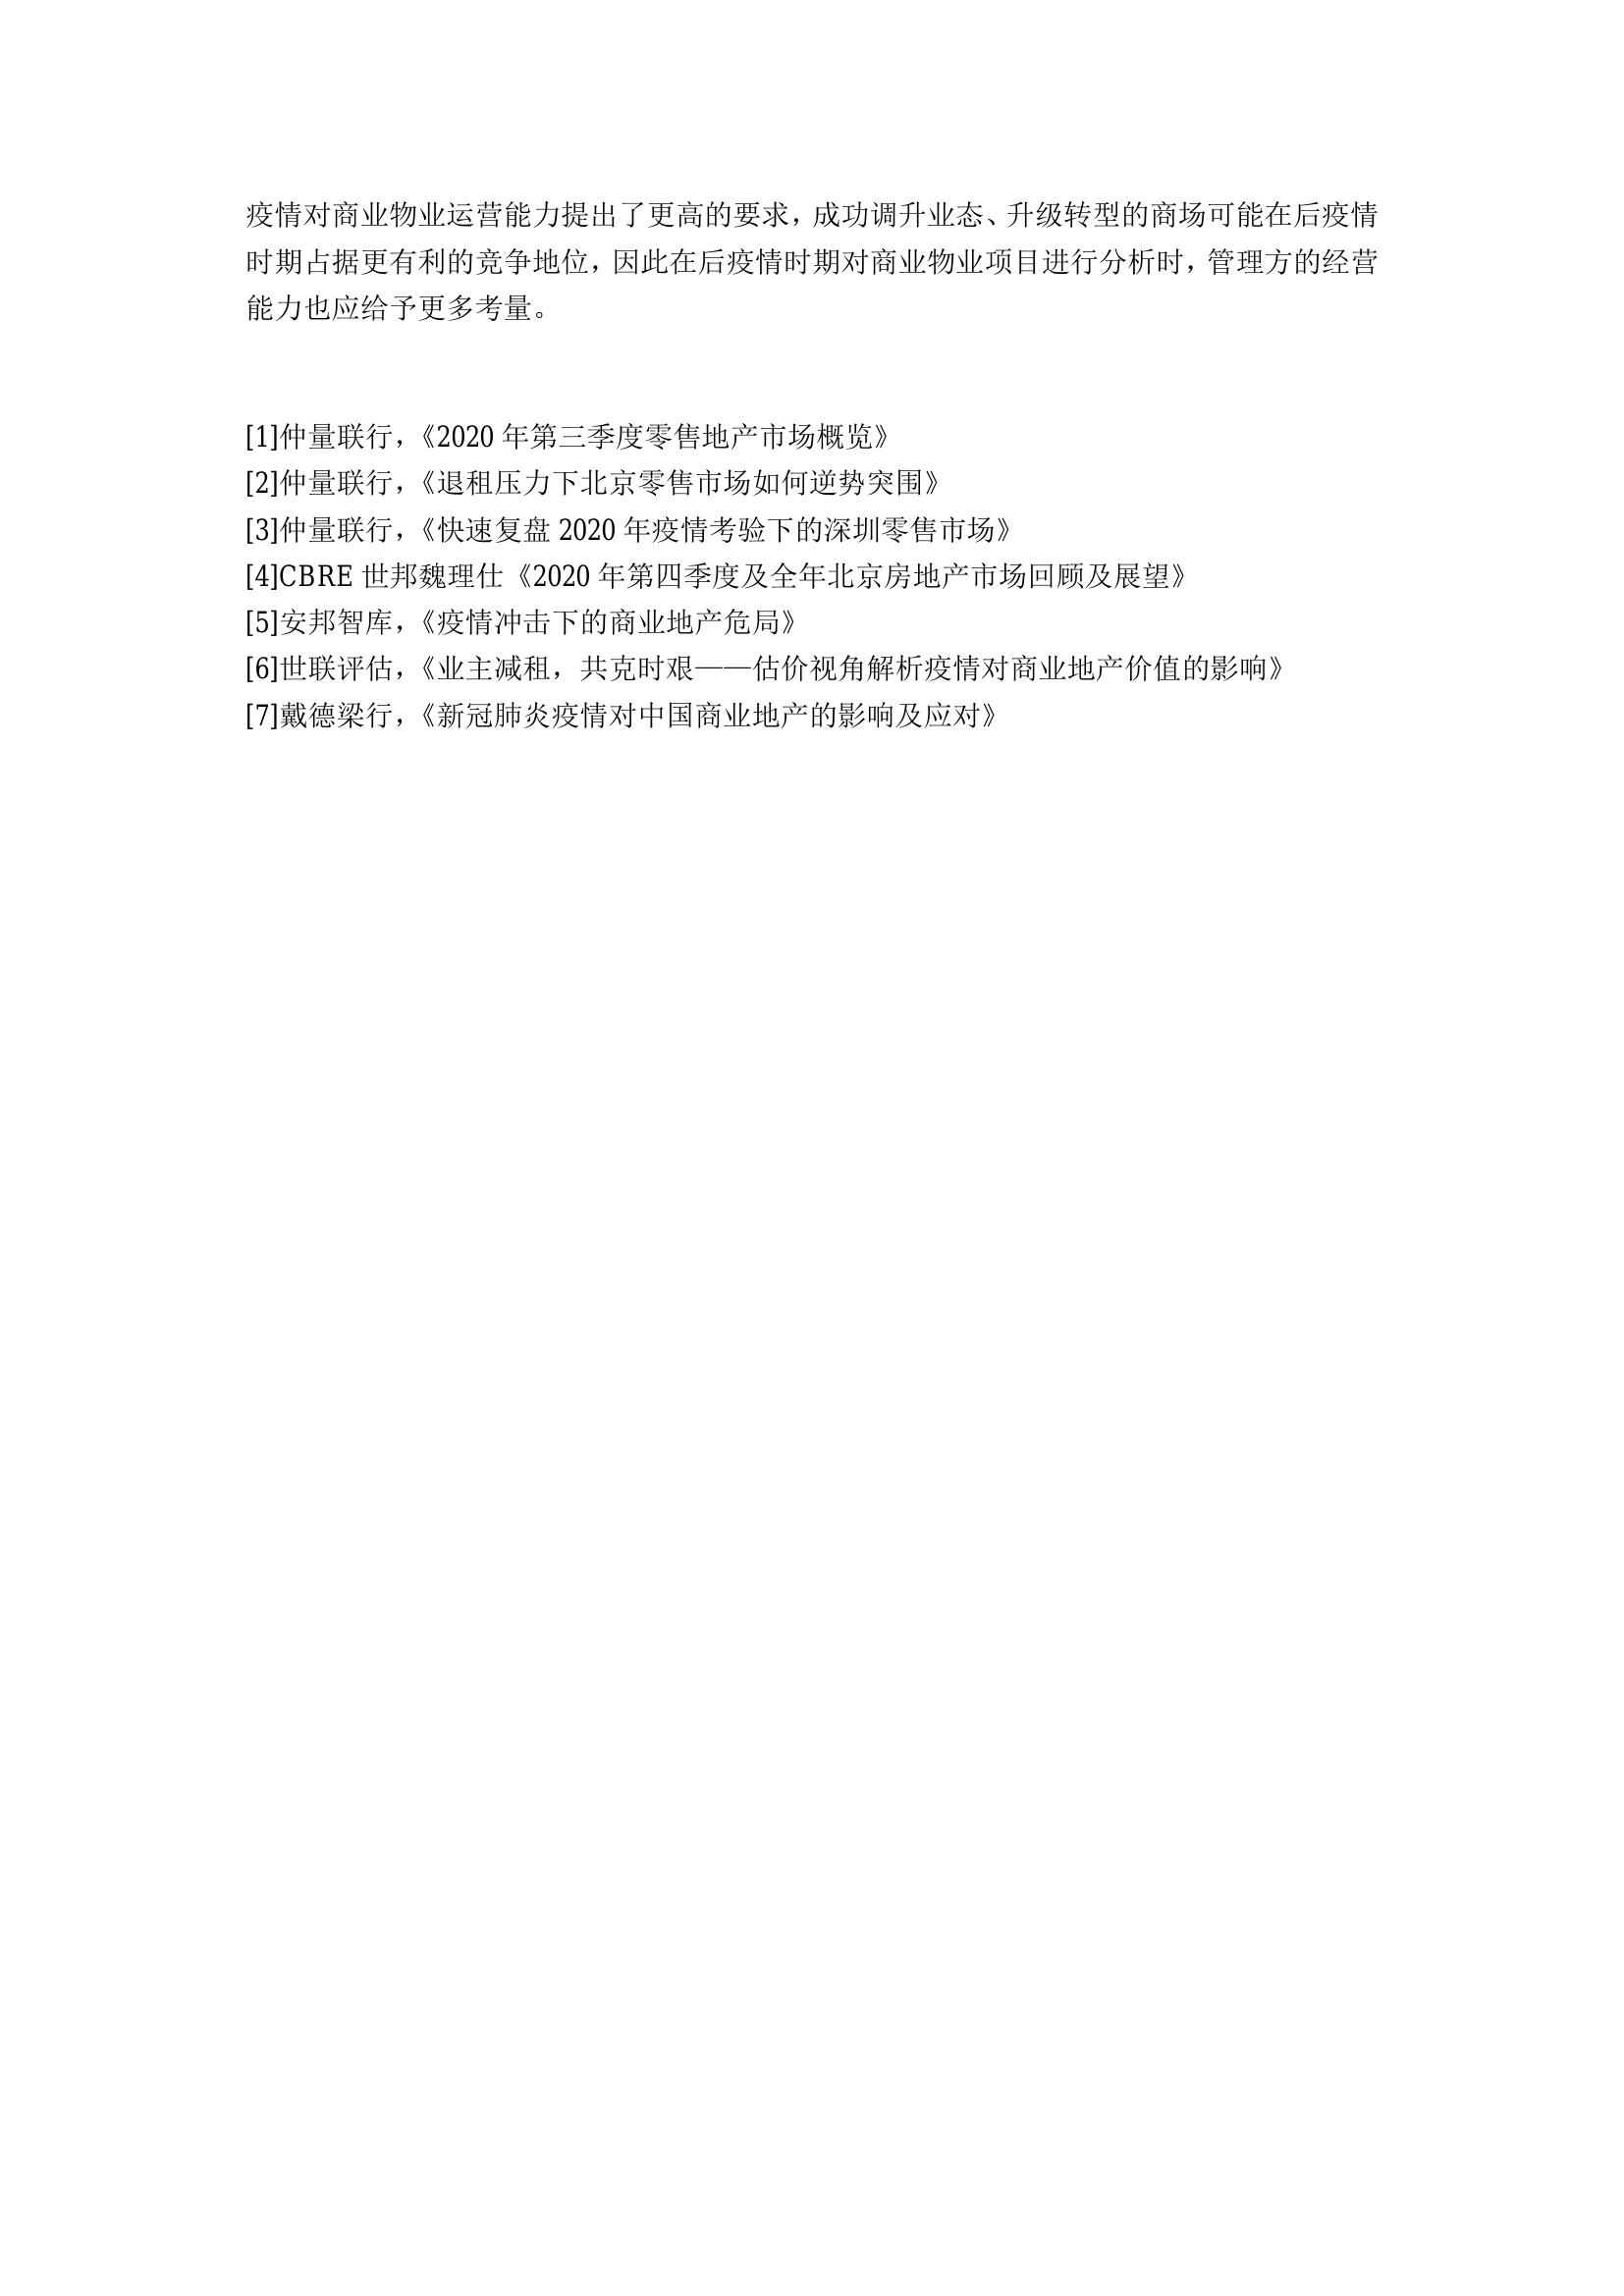 疫情对商业物业运营能力提出了更高的要求，成功调升业态、升级转型的商场可能在后疫情
时期占据更有利的竞争地位，因此在后疫情时期对商业物业项目进行分析时，管理方的经营
能力也应给予更多考量。
[1]仲量联行，《2020 年第三季度零售地产市场概览》
[2]仲量联行，《退租压力下北京零售市场如何逆势突围》
[3]仲量联行，《快速复盘 2020 年疫情考验下的深圳零售市场》
[4]CBRE 世邦魏理仕《2020 年第四季度及全年北京房地产市场回顾及展望》
[5]安邦智库，《疫情冲击下的商业地产危局》
[6]世联评估，《业主减租，共克时艰——估价视角解析疫情对商业地产价值的影响》
[7]戴德梁行，《新冠肺炎疫情对中国商业地产的影响及应对》